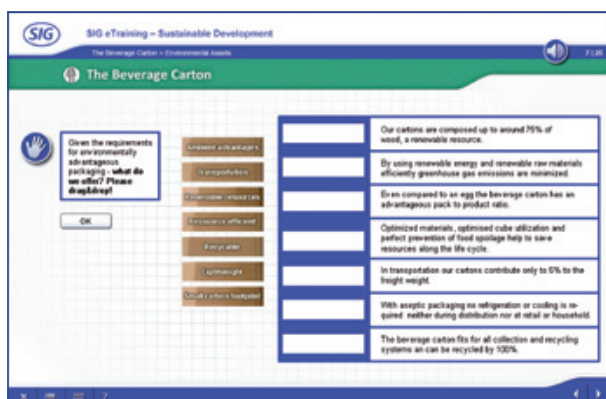 SIG
SIG eTraining – Sustainable Development
The Beverage Carton > Environmental Assets
7 | 20
The Beverage Carton
Given the requirements
for environmentally
advantageous
packaging - what do
we offer? Please
drag&drop!
OK
Ambient advantages
Transportation
Renewable resources
Resource efficient
Recyclable
Lightweight
Small carbon footprint
Our cartons are composed up to around 75% of
wood, a renewable resource.
By using renewable energy and renewable raw materials
efficiently greenhouse gas emissions are minimized.
Even compared to an egg the beverage carton has an
advantageous pack to product ratio.
Optimized materials, optimised cube utilization and
perfect prevention of food spoilage help to save
resources along the life cycle.
In transportation our cartons contribute only to 5% to the
freight weight.
With aseptic packaging no refrigeration or cooling is re-
quired neither during distribution nor at retail or household.
The beverage carton fits for all collection and recycling
systems an can be recycled by 100%.